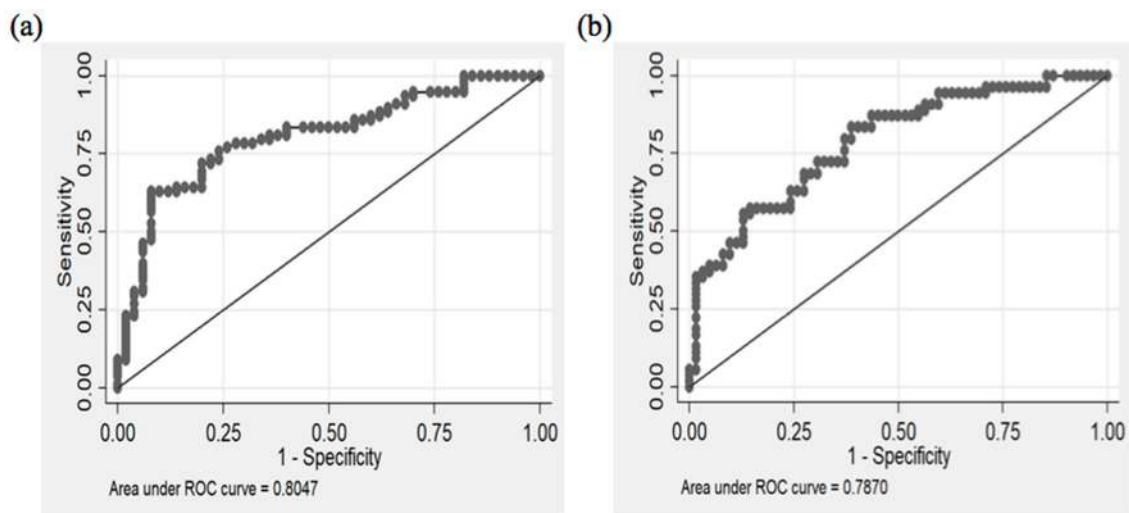 (a)
Sensitivity
0.00 0.25 0.50 0.75 1.00
0.00 0.25 0.50 0.75 1.00
1 - Specificity
Area under ROC curve = 0.8047
(b)
Sensitivity
0.00 0.25 0.50 0.75 1.00
0.00 0.25 0.50 0.75 1.00
1 - Specificity
Area under ROC curve = 0.7870